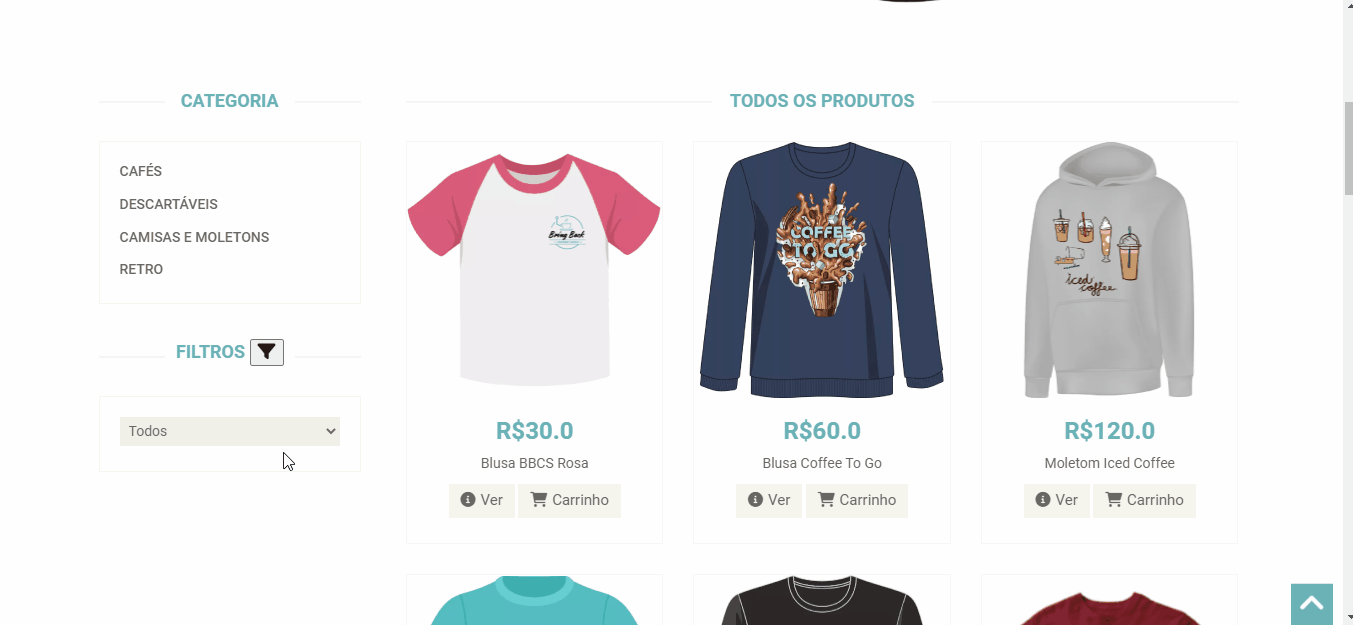 CATEGORIA
CAFÉS
DESCARTÁVEIS
CAMISAS E MOLETONS
RETRO
FILTROS
Todos
TODOS OS PRODUTOS
Bring Back
R$30.0
Blusa BBCS Rosa
Ver Carrinho
COFFEE
TO GO
R$60.0
Blusa Coffee To Go
Ver Carrinho
iced
coffee
R$120.0
Moletom Iced Coffee
Ver Carrinho